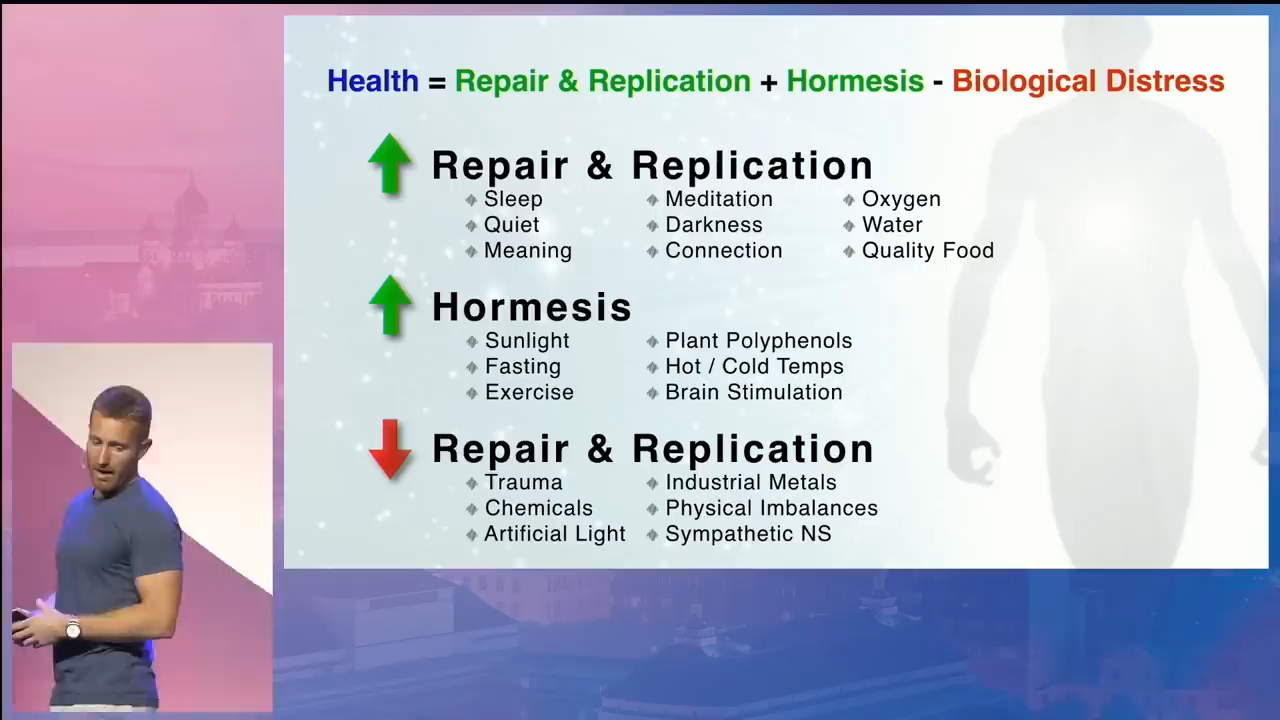 Health = Repair & Replication + Hormesis - Biological Distress
Repair & Replication
Sleep Meditation Oxygen
Quiet Darkness Water
Meaning Connection Quality Food
Hormesis
Sunlight Plant Polyphenols
Fasting Hot / Cold Temps
Exercise Brain Stimulation
Repair & Replication
Trauma Industrial Metals
Chemicals Physical Imbalances
Artificial Light Sympathetic NS